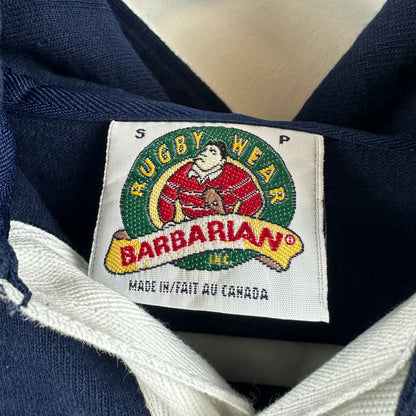 S P
RUGBY WEAR
BARBARIAN®
INC.
MADE IN/FAIT AU CANADA